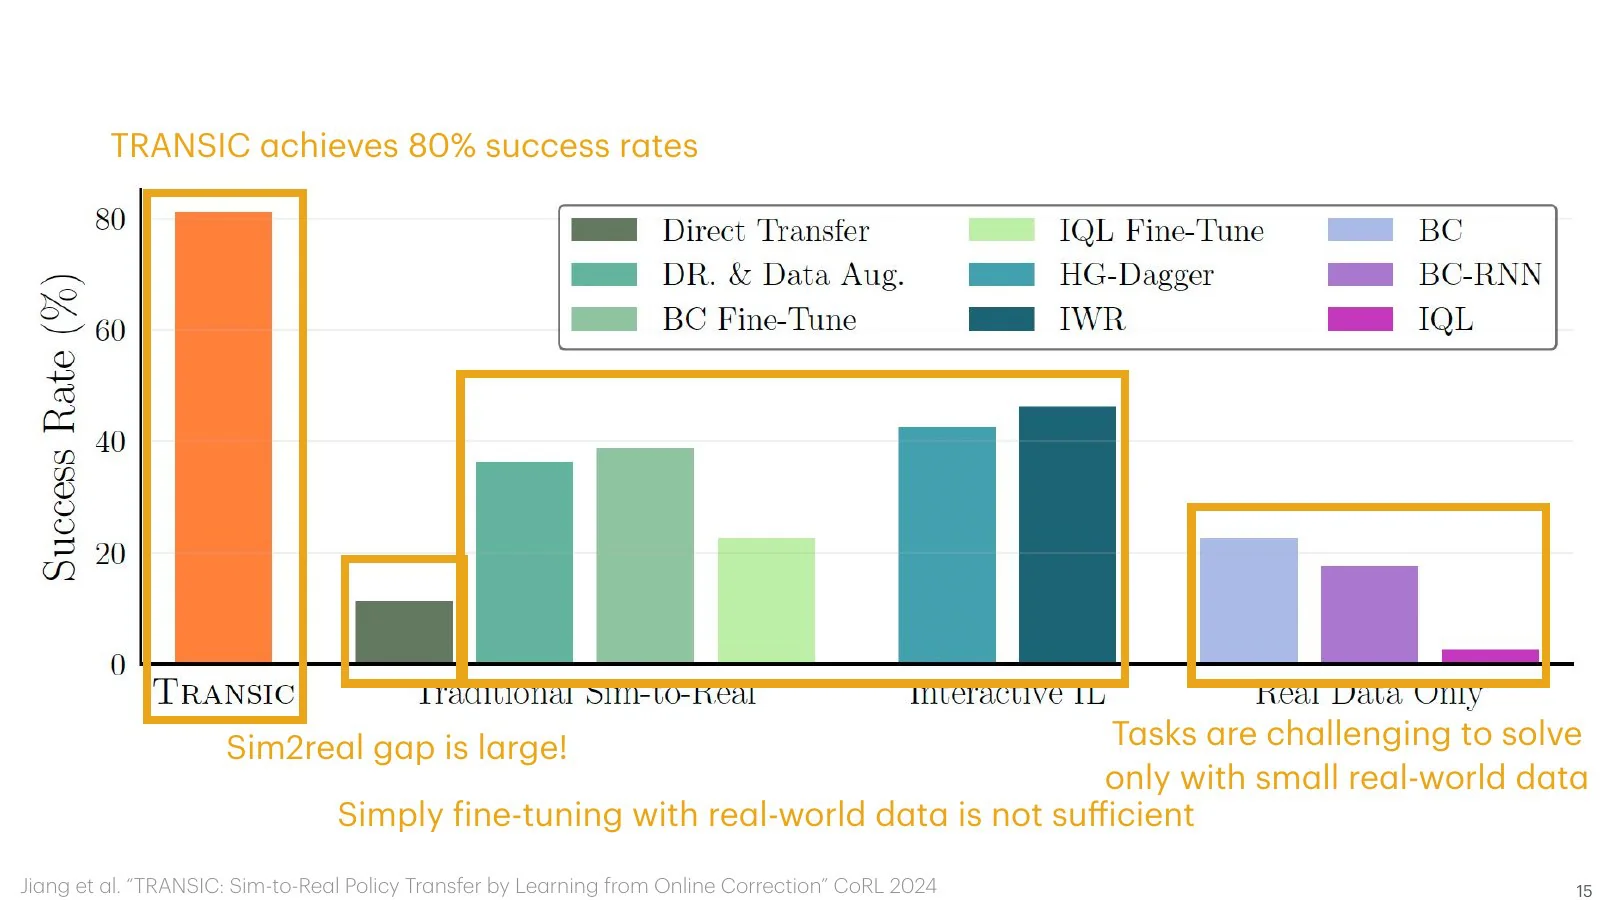 TRANSIC achieves 80% success rates
80
60
40
20
0
Success Rate (%)
Direct Transfer
DR. & Data Aug.
BC Fine-Tune
IQL Fine-Tune
HG-Dagger
IWR
BC
BC-RNN
IQL
TRANSIC
Traditional Sim-to-Real
Interactive IL
Real Data Only
Sim2real gap is large!
Tasks are challenging to solve
only with small real-world data
Simply fine-tuning with real-world data is not sufficient
Jiang et al. “TRANSIC: Sim-to-Real Policy Transfer by Learning from Online Correction” CoRL 2024
15